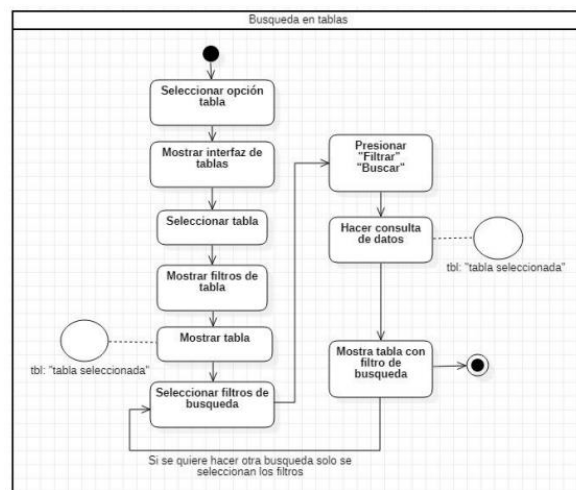 Busqueda en tablas
Seleccionar opción
tabla
Mostrar interfaz de
tablas
Seleccionar tabla
Mostrar filtros de
tabla
Mostrar tabla
tbl: "tabla seleccionada"
Seleccionar filtros de
busqueda
Presionar
"Filtrar"
"Buscar"
Hacer consulta
de datos
tbl: "tabla seleccionada"
Mostra tabla con
filtro de
busqueda
Si se quiere hacer otra busqueda solo se
seleccionan los filtros